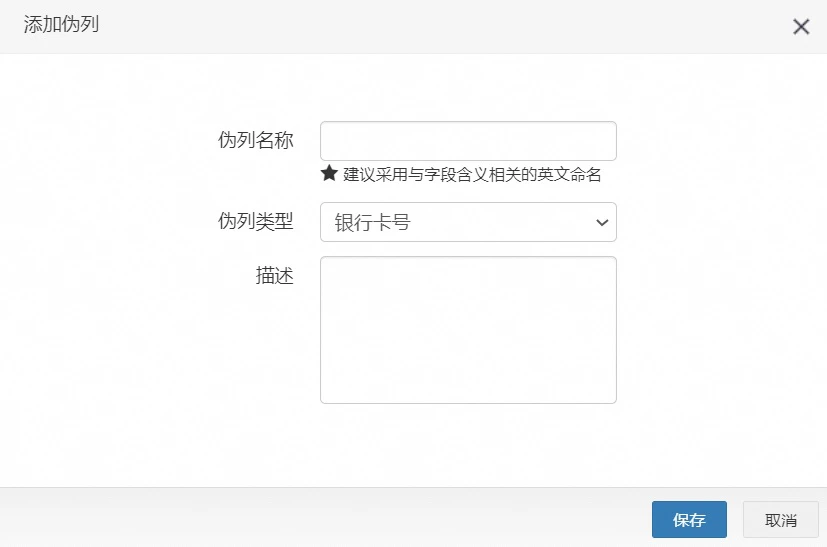 添加伪列
伪列名称
★ 建议采用与字段含义相关的英文命名
伪列类型 银行卡号
描述
保存 取消